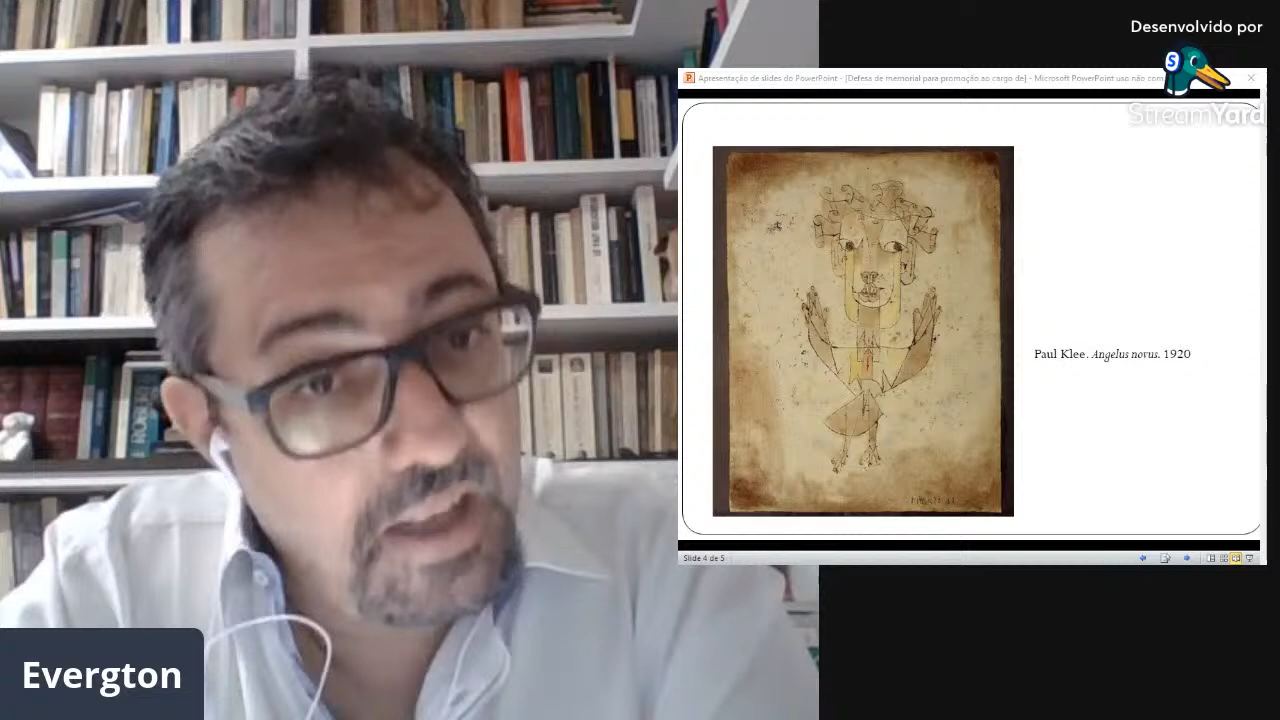 Desenvolvido por
StreamYard
Apresentação de slides do PowerPoint - [Defesa de memorial para promoção ao cargo de] - Microsoft PowerPoint uso não com
Paul Klee. Angelus novus. 1920
Slide 4 de 5
Evergton